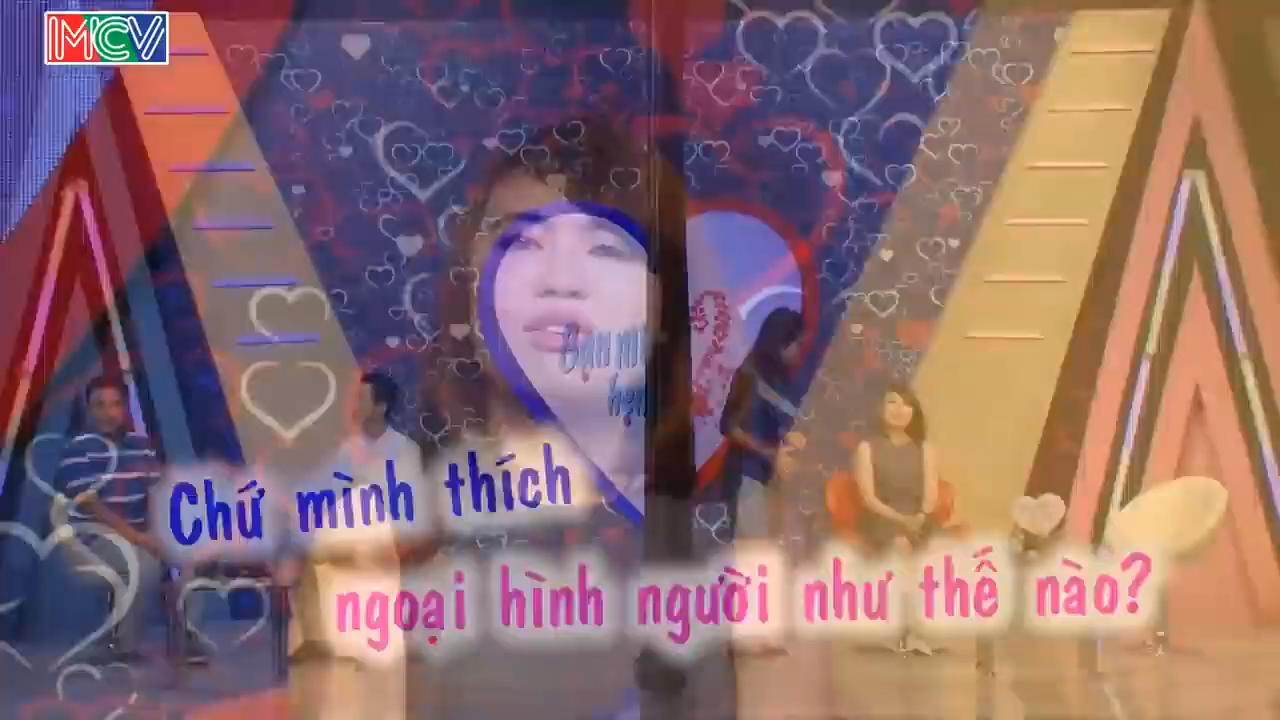 MCV
Chứ mình thích
ngoại hình người như thế nào?